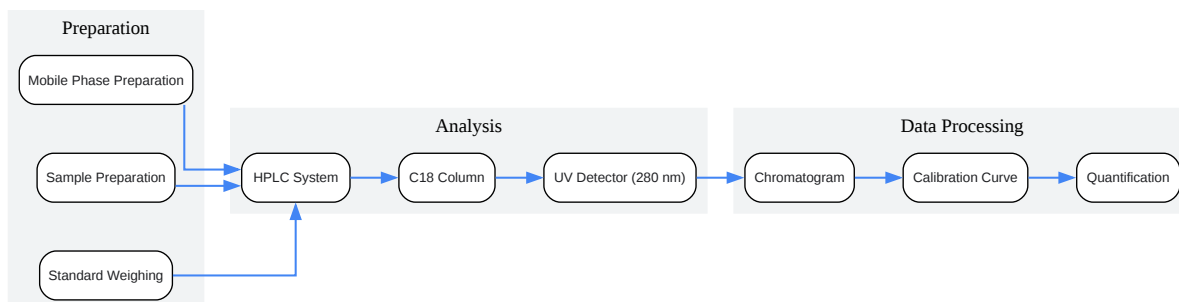 Preparation
Mobile Phase Preparation
Sample Preparation
Standard Weighing
Analysis
HPLC System
C18 Column
UV Detector (280 nm)
Data Processing
Chromatogram
Calibration Curve
Quantification